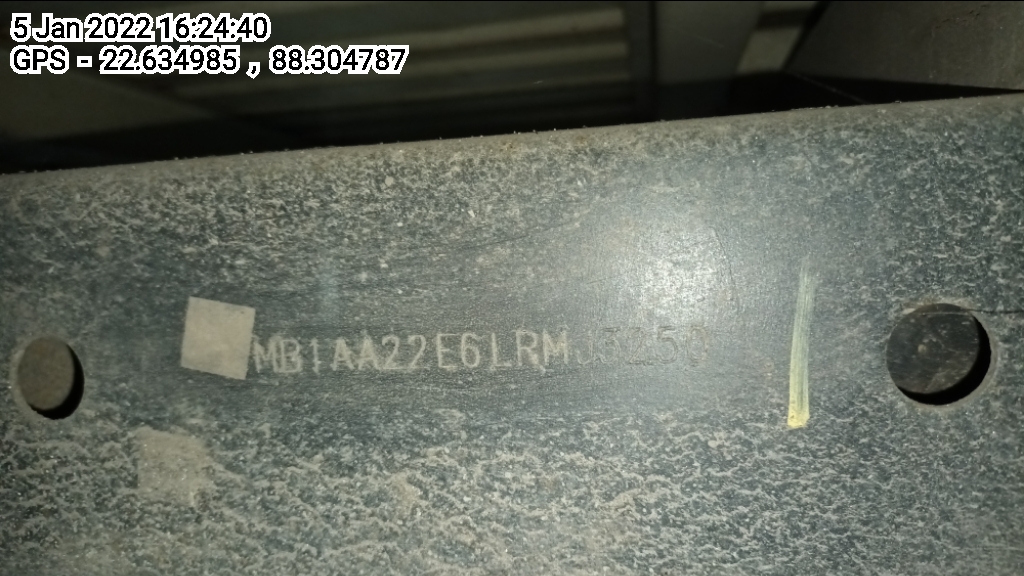 5 Jan 2022 16:24:40
GPS - 22.634985 , 88.304787
MB1AA22E6LRMJ3250